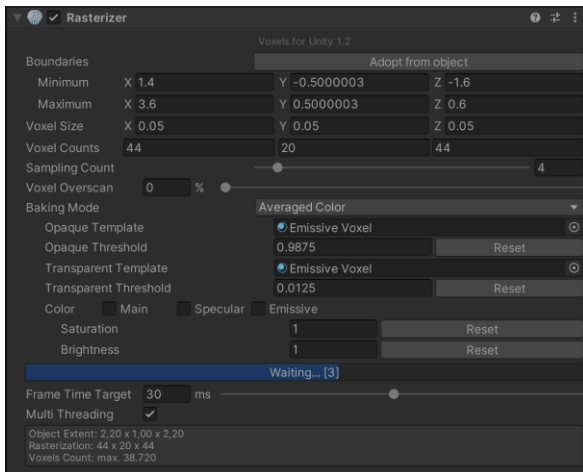 Rasterizer
Voxels for Unity 1.2
Boundaries Adopt from object
Minimum X 1.4 Y -0.5000003 Z -1.6
Maximum X 3.6 Y 0.5000003 Z 0.6
Voxel Size X 0.05 Y 0.05 Z 0.05
Voxel Counts 44 20 44
Sampling Count 4
Voxel Overscan 0 %
Baking Mode Averaged Color
Opaque Template Emissive Voxel
Opaque Threshold 0.9875 Reset
Transparent Template Emissive Voxel
Transparent Threshold 0.0125 Reset
Color Main Specular Emissive
Saturation 1 Reset
Brightness 1 Reset
Waiting... [3]
Frame Time Target 30 ms
Multi Threading
Object Extent: 2,20 x 1,00 x 2,20
Rasterization: 44 x 20 x 44
Voxels Count: max. 38.720